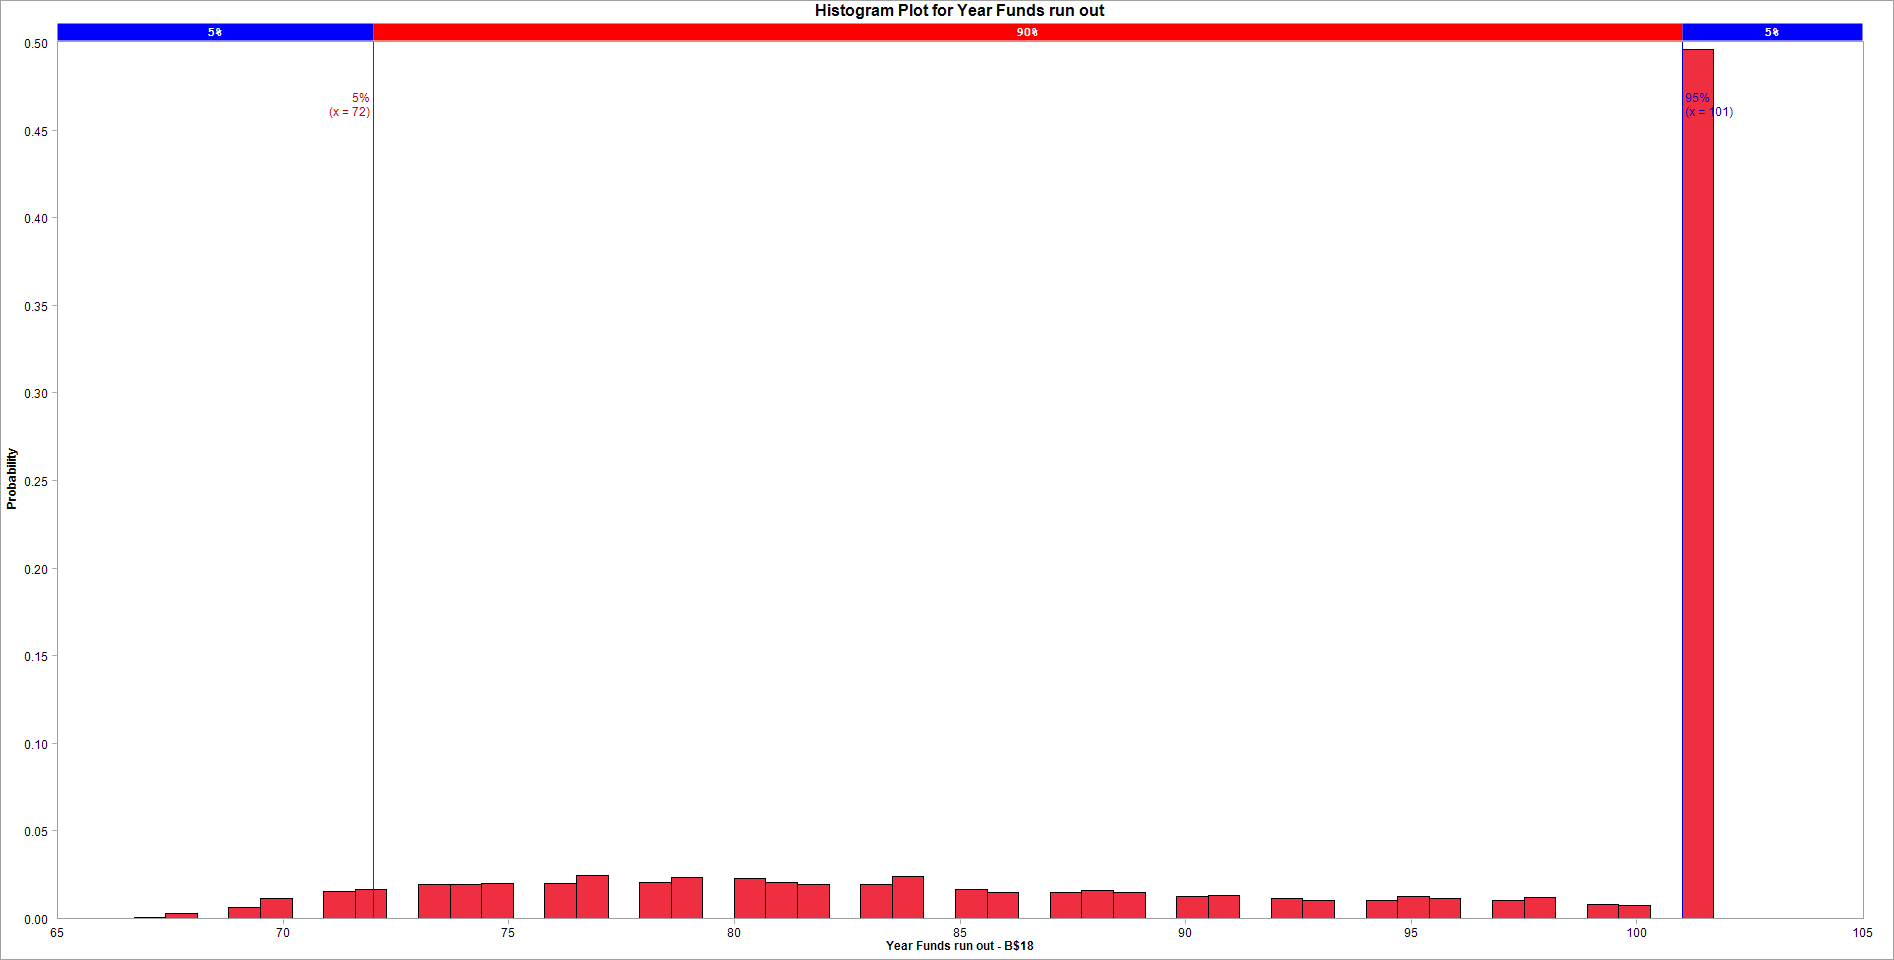 Histogram Plot for Year Funds run out
5% 90% 5%
0.50
5%
(x = 72)
95%
(x = 101)
0.45
0.40
0.35
0.30
0.25
0.20
0.15
0.10
0.05
0.00
Probability
65 70 75 80 85 90 95 100 105
Year Funds run out - B$18